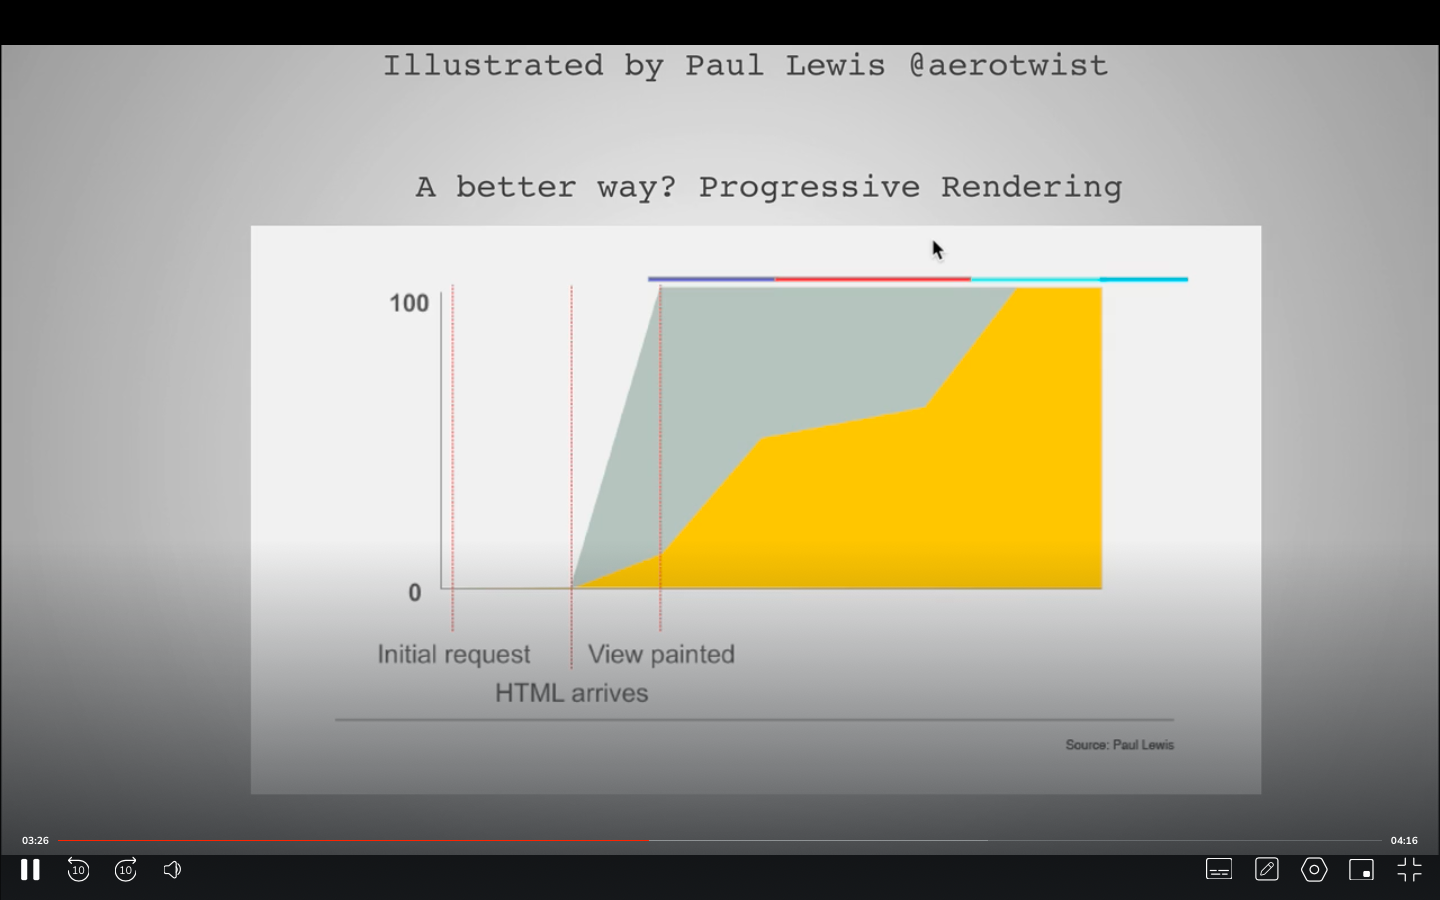 Illustrated by Paul Lewis @aerotwist
A better way? Progressive Rendering
100
0
Initial request
View painted
HTML arrives
Source: Paul Lewis
03:26
04:16
10
10